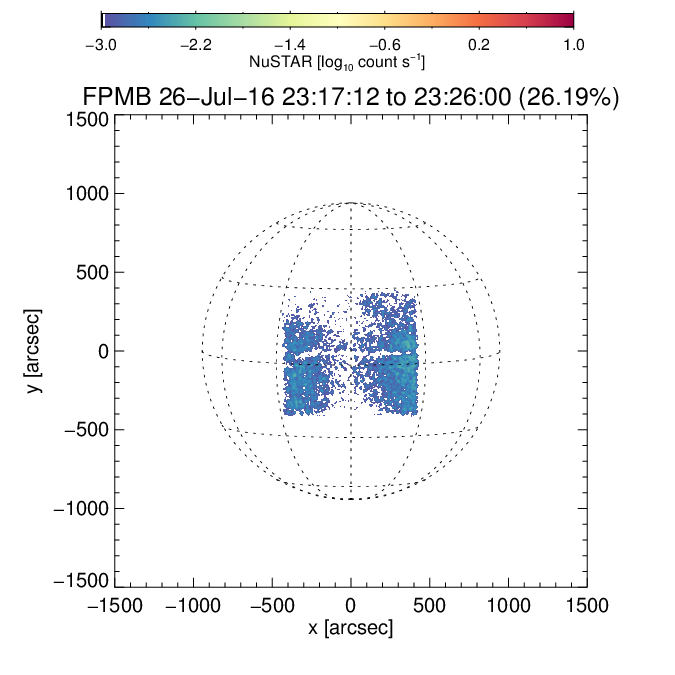 −3.0 −2.2 −1.4 −0.6 0.2 1.0
NuSTAR [log₁₀ count s⁻¹]
FPMB 26−Jul−16 23:17:12 to 23:26:00 (26.19%)
1500
1000
500
0
−500
−1000
−1500
y [arcsec]
−1500 −1000 −500 0 500 1000 1500
x [arcsec]